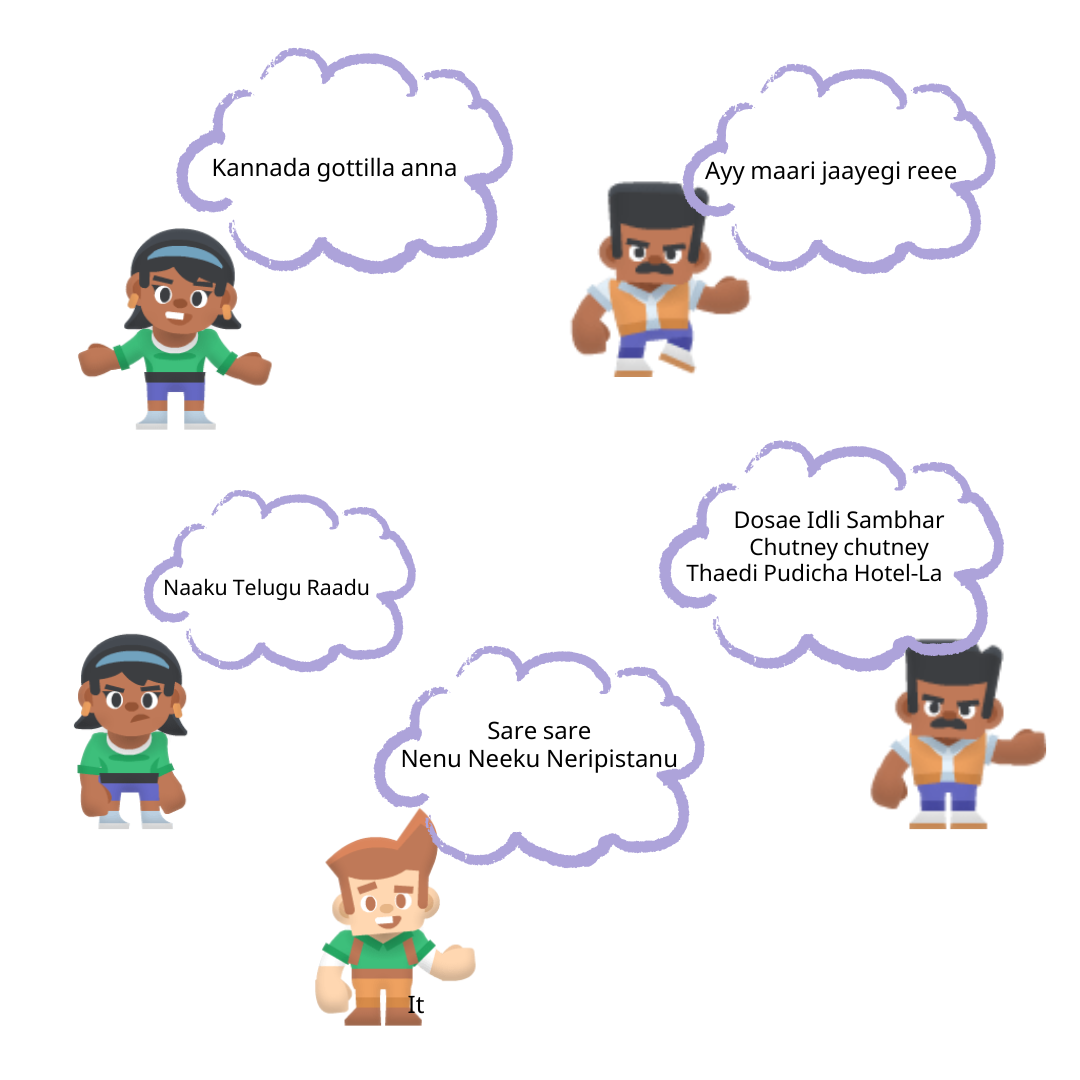 Kannada gottilla anna
Ayy maari jaayegi reee
Dosae Idli Sambhar
Chutney chutney
Thaedi Pudicha Hotel-La
Naaku Telugu Raadu
Sare sare
Nenu Neeku Neripistanu
It